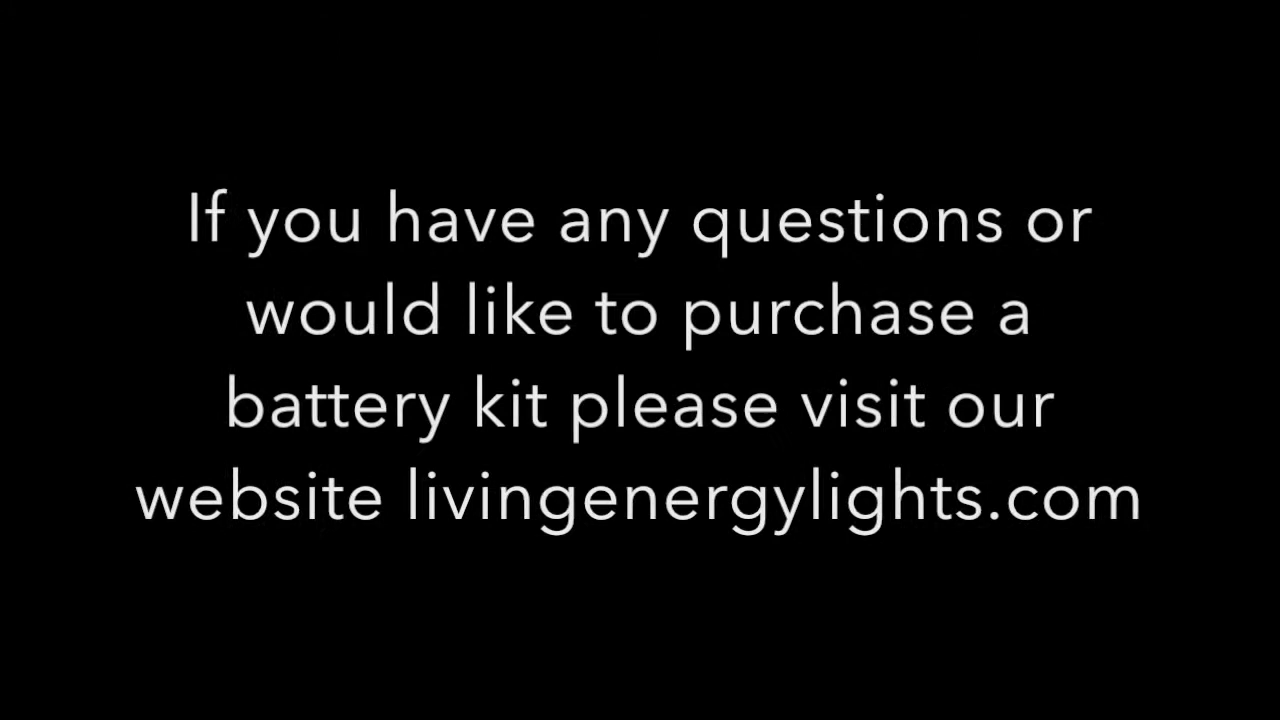 If you have any questions or
would like to purchase a
battery kit please visit our
website livingenergylights.com